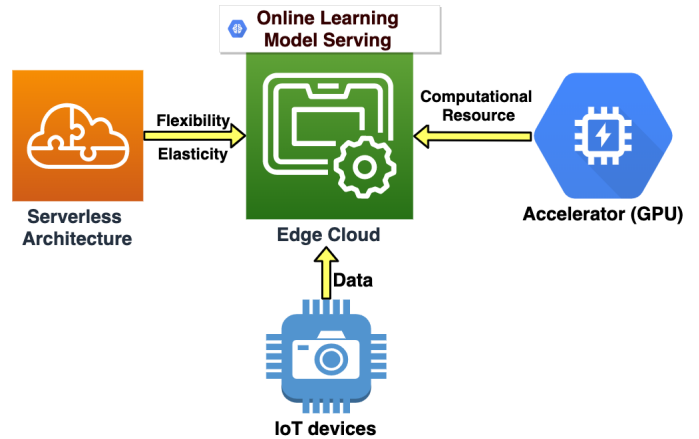 Online Learning
Model Serving
Flexibility
Elasticity
Computational
Resource
Serverless
Architecture
Edge Cloud
Accelerator (GPU)
Data
IoT devices